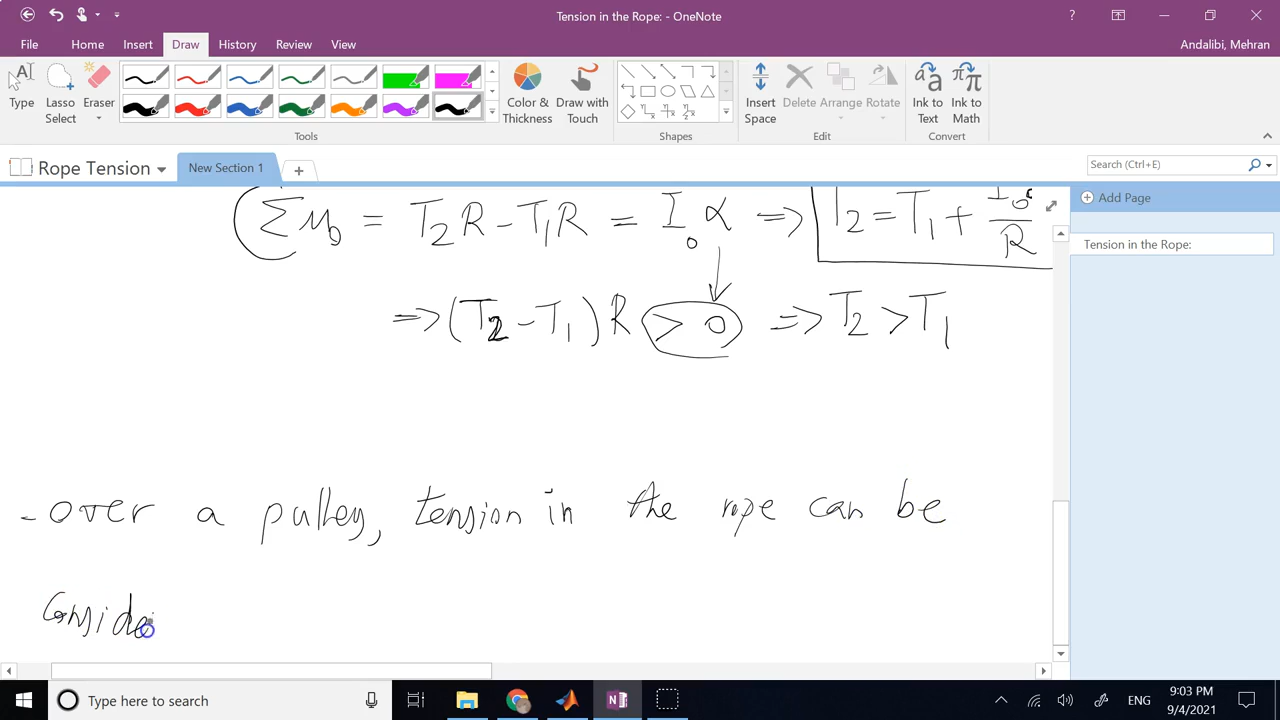 Tension in the Rope: - OneNote
Andalibi, Mehran
File Home Insert Draw History Review View
Type
Lasso Select
Eraser
Color & Thickness
Draw with Touch
Insert Space
Delete
Arrange
Rotate
Ink to Text
Ink to Math
Tools
Shapes
Edit
Convert
Rope Tension
New Section 1
Search (Ctrl+E)
Add Page
Tension in the Rope:
ΣM₀ = T₂R - T₁R = I₀ α => T₂ = T₁ + I₀ / R
=> (T₂ - T₁) R > 0 => T₂ > T₁
- over a pulley, tension in the rope can be
Conside
Type here to search
ENG
9:03 PM
9/4/2021